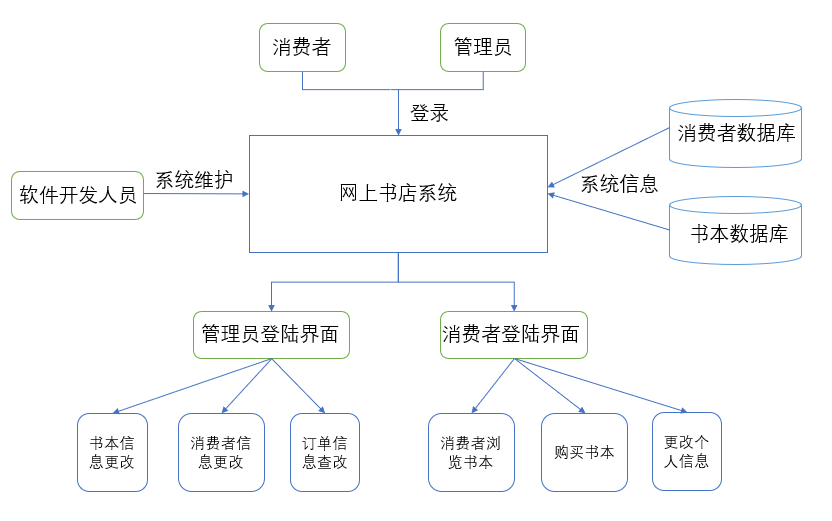 消费者
管理员
登录
消费者数据库
软件开发人员
系统维护
网上书店系统
系统信息
书本数据库
管理员登陆界面
消费者登陆界面
书本信
息更改
消费者信
息更改
订单信
息查改
消费者浏
览书本
购买书本
更改个
人信息